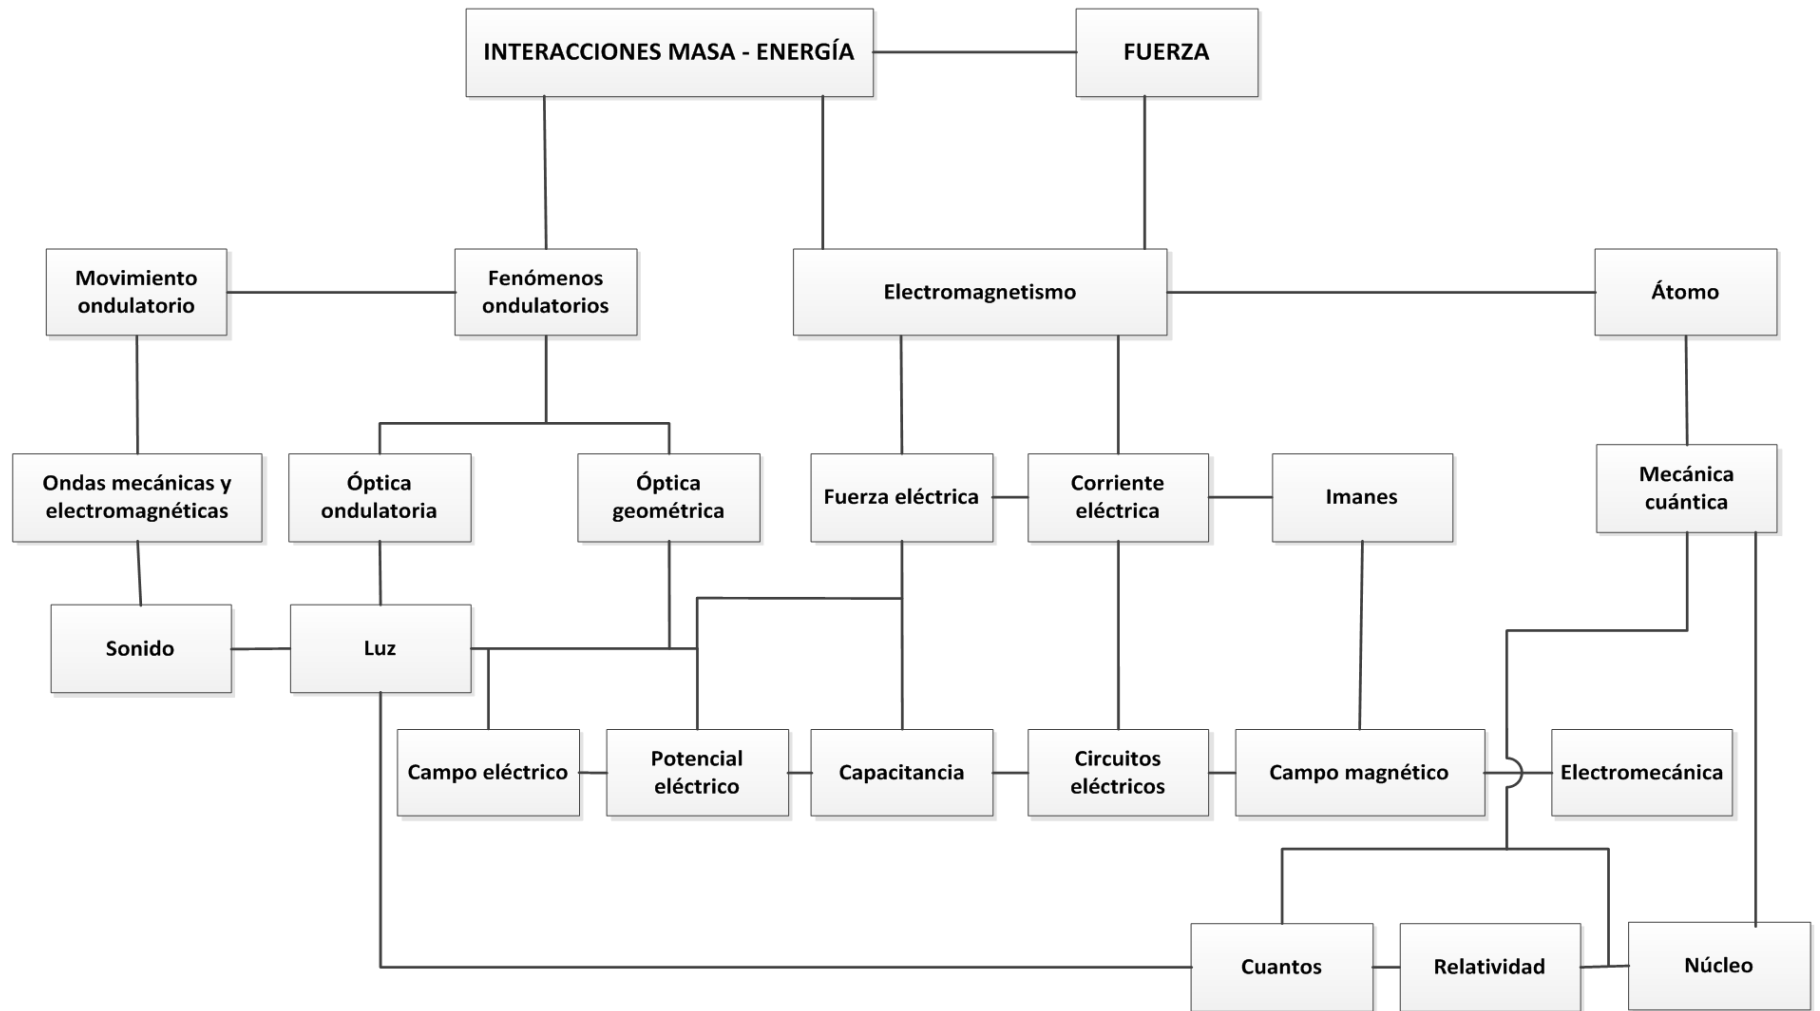 INTERACCIONES MASA - ENERGÍA
FUERZA
Movimiento
ondulatorio
Fenómenos
ondulatorios
Electromagnetismo
Átomo
Ondas mecánicas y
electromagnéticas
Óptica
ondulatoria
Óptica
geométrica
Fuerza eléctrica
Corriente
eléctrica
Imanes
Mecánica
cuántica
Sonido
Luz
Campo eléctrico
Potencial
eléctrico
Capacitancia
Circuitos
eléctricos
Campo magnético
Electromecánica
Cuantos
Relatividad
Núcleo